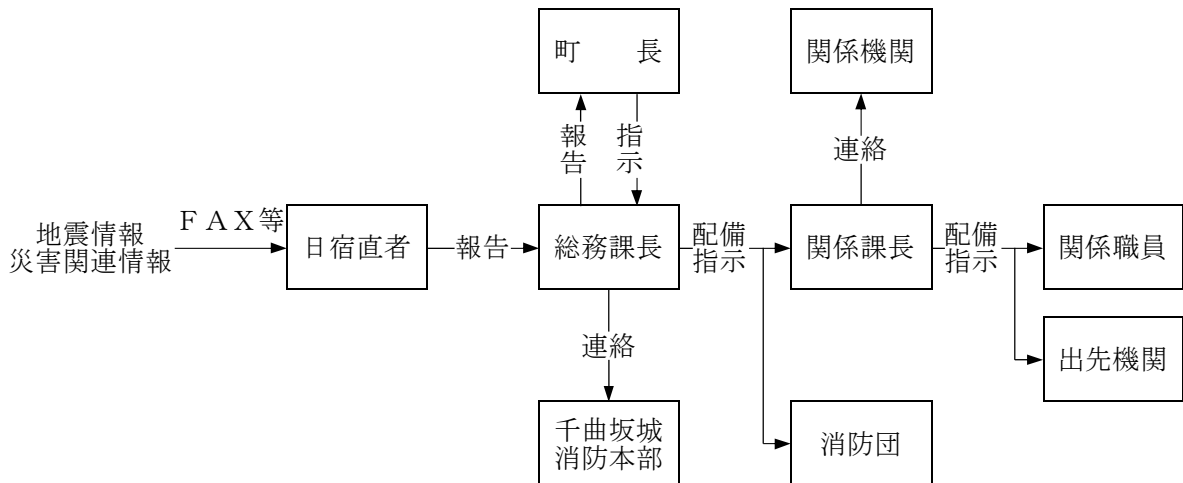 町　　長
関係機関
報告
指示
連絡
地震情報
災害関連情報
ＦＡＸ等
日宿直者
報告
総務課長
配備
指示
関係課長
配備
指示
関係職員
連絡
出先機関
千曲坂城
消防本部
消防団